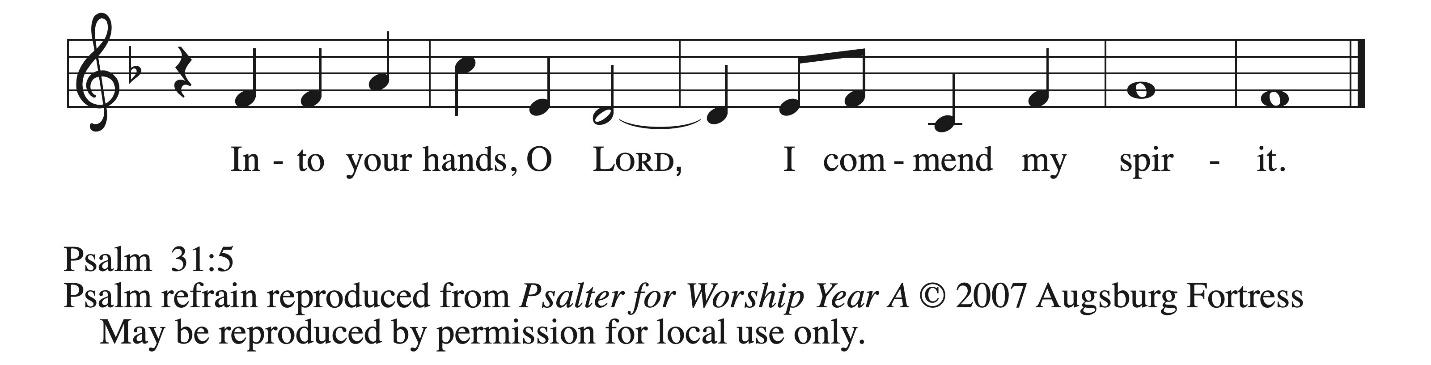 In - to your hands, O LORD, I com - mend my spir - it.
Psalm 31:5
Psalm refrain reproduced from Psalter for Worship Year A © 2007 Augsburg Fortress
May be reproduced by permission for local use only.